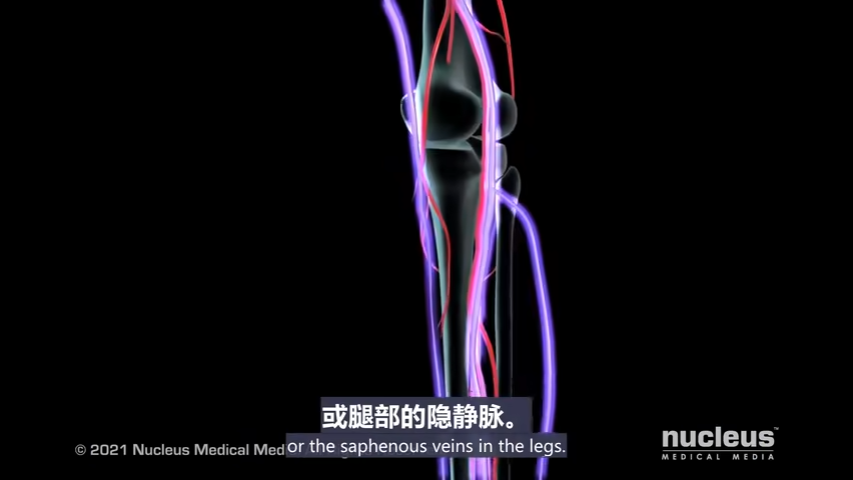 或腿部的隐静脉。
© 2021 Nucleus Medical Med
or the saphenous veins in the legs.
nucleus™
MEDICAL MEDIA